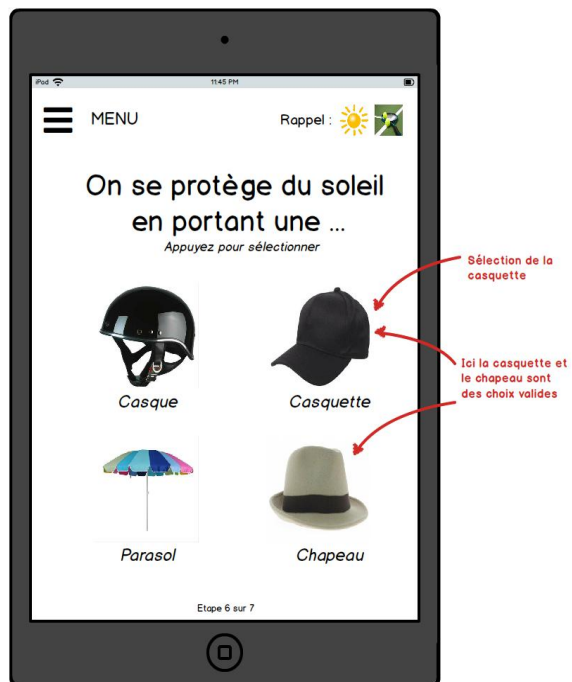 iPad 11:45 PM
MENU Rappel :
On se protège du soleil
en portant une ...
Appuyez pour sélectionner
Sélection de la
casquette
Casque Casquette
Ici la casquette et
le chapeau sont
des choix valides
Parasol Chapeau
Etape 6 sur 7